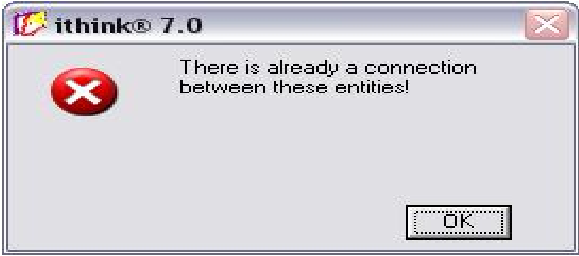 ithink® 7.0
There is already a connection
between these entities!
OK